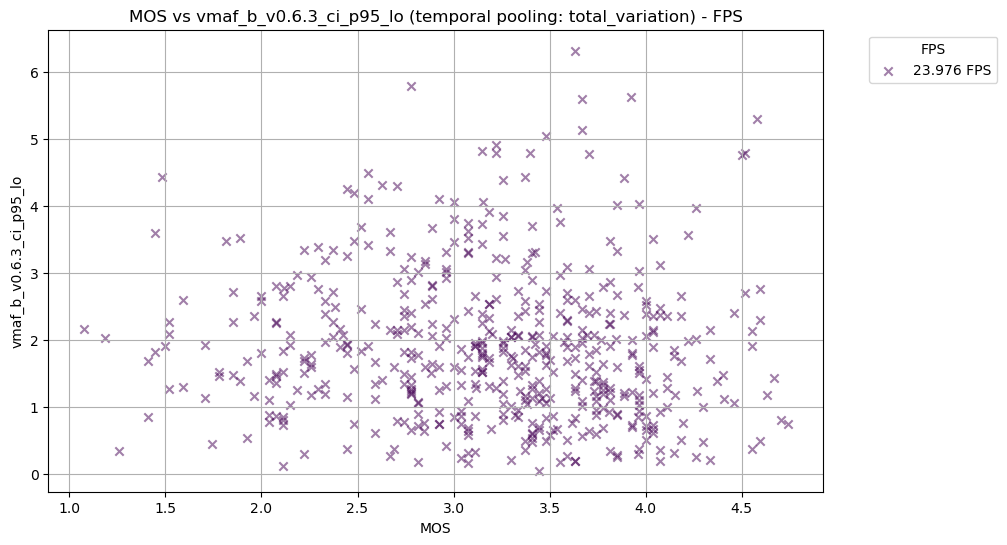 MOS vs vmaf_b_v0.6.3_ci_p95_lo (temporal pooling: total_variation) - FPS
FPS
23.976 FPS
vmaf_b_v0.6.3_ci_p95_lo
6
5
4
3
2
1
0
1.0 1.5 2.0 2.5 3.0 3.5 4.0 4.5
MOS